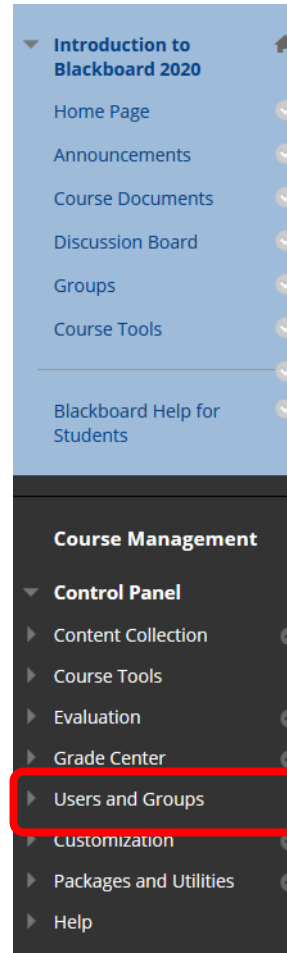 Introduction to
Blackboard 2020
Home Page
Announcements
Course Documents
Discussion Board
Groups
Course Tools
Blackboard Help for
Students
Course Management
Control Panel
Content Collection
Course Tools
Evaluation
Grade Center
Users and Groups
Customization
Packages and Utilities
Help